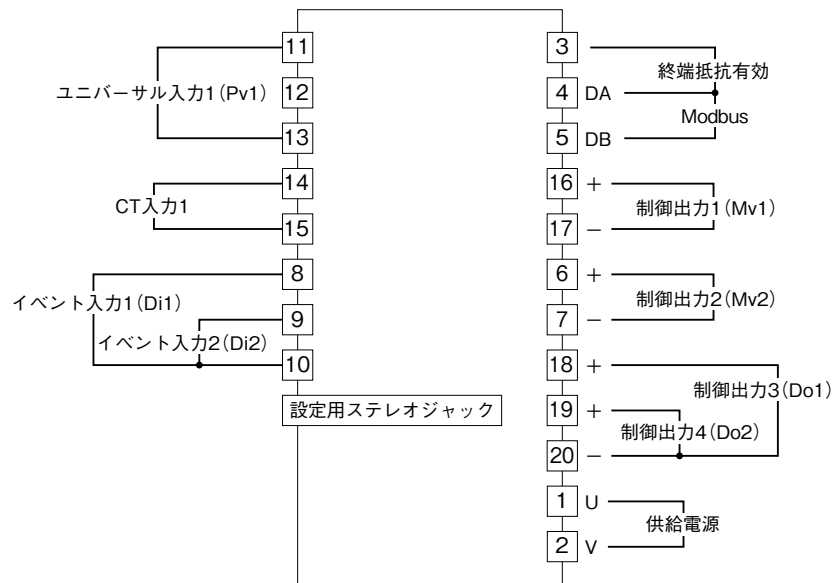 11
ユニバーサル入力1(Pv1)
12
13
14
CT入力1
15
8
イベント入力1(Di1)
9
イベント入力2(Di2)
10
設定用ステレオジャック
3
終端抵抗有効
4 DA
Modbus
5 DB
16 +
制御出力1(Mv1)
17 −
6 +
制御出力2(Mv2)
7 −
18 +
制御出力3(Do1)
19 +
制御出力4(Do2)
20 −
1 U
供給電源
2 V